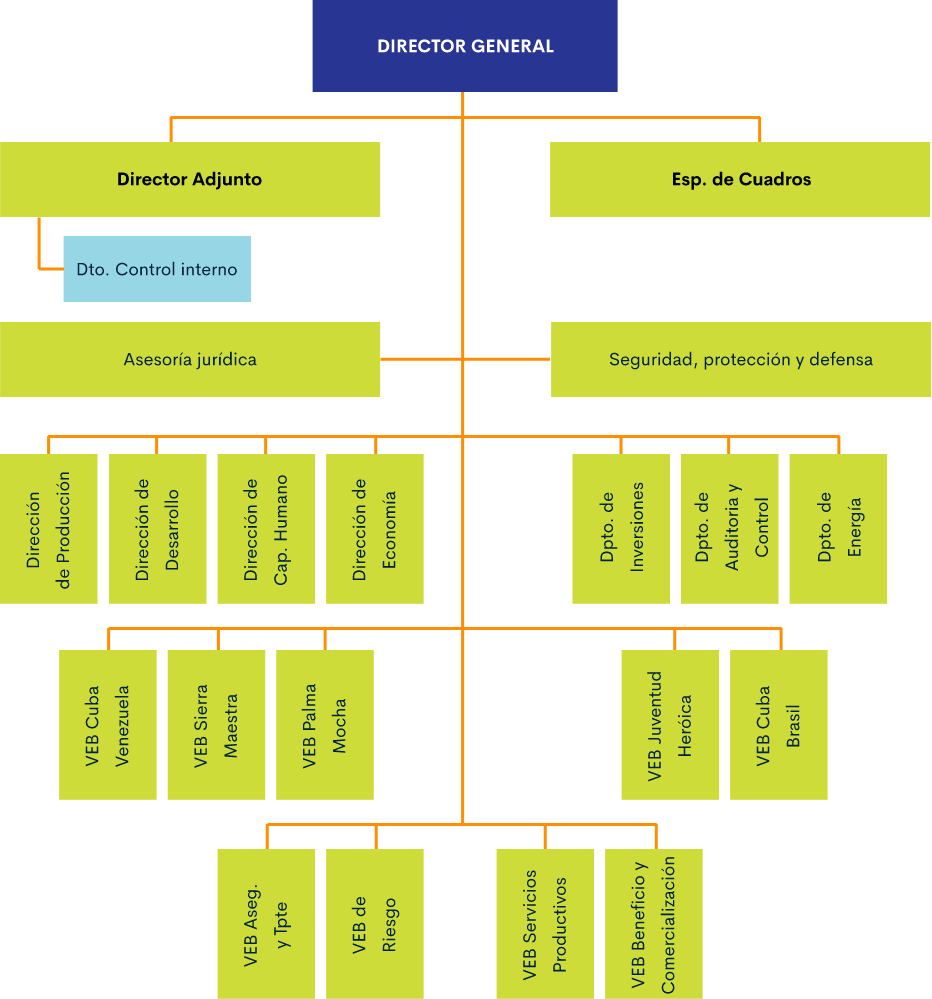 DIRECTOR GENERAL
Director Adjunto
Esp. de Cuadros
Dto. Control interno
Asesoría jurídica
Seguridad, protección y defensa
Dirección
de Producción
Dirección de
Desarrollo
Dirección de
Cap. Humano
Dirección de
Economía
Dpto. de
Inversiones
Dpto. de
Auditoria y
Control
Dpto. de
Energía
VEB Cuba
Venezuela
VEB Sierra
Maestra
VEB Palma
Mocha
VEB Juventud
Heróica
VEB Cuba
Brasil
VEB Aseg.
y Tpte
VEB de
Riesgo
VEB Servicios
Productivos
VEB Beneficio y
Comercialización